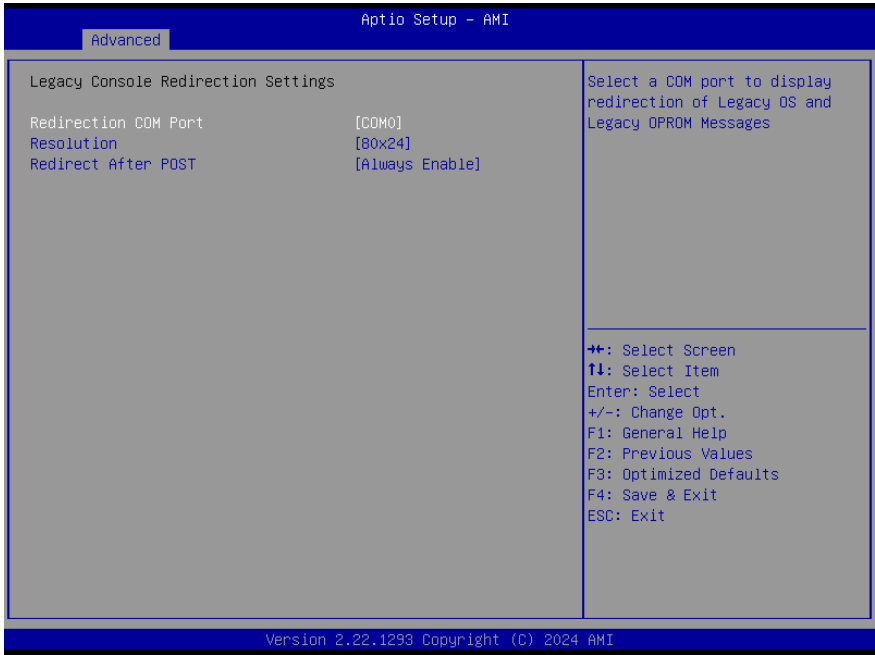 Aptio Setup – AMI
Advanced
Legacy Console Redirection Settings
Redirection COM Port [COM0]
Resolution [80x24]
Redirect After POST [Always Enable]
Select a COM port to display
redirection of Legacy OS and
Legacy OPROM Messages
→←: Select Screen
↑↓: Select Item
Enter: Select
+/-: Change Opt.
F1: General Help
F2: Previous Values
F3: Optimized Defaults
F4: Save & Exit
ESC: Exit
Version 2.22.1293 Copyright (C) 2024 AMI